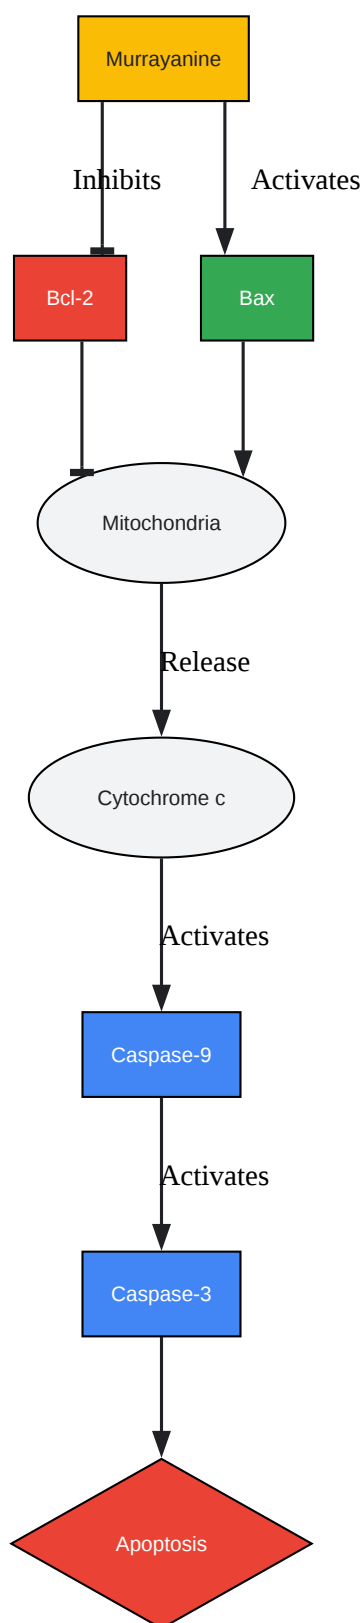 Murrayanine
Inhibits
Activates
Bcl-2
Bax
Mitochondria
Release
Cytochrome c
Activates
Caspase-9
Activates
Caspase-3
Apoptosis